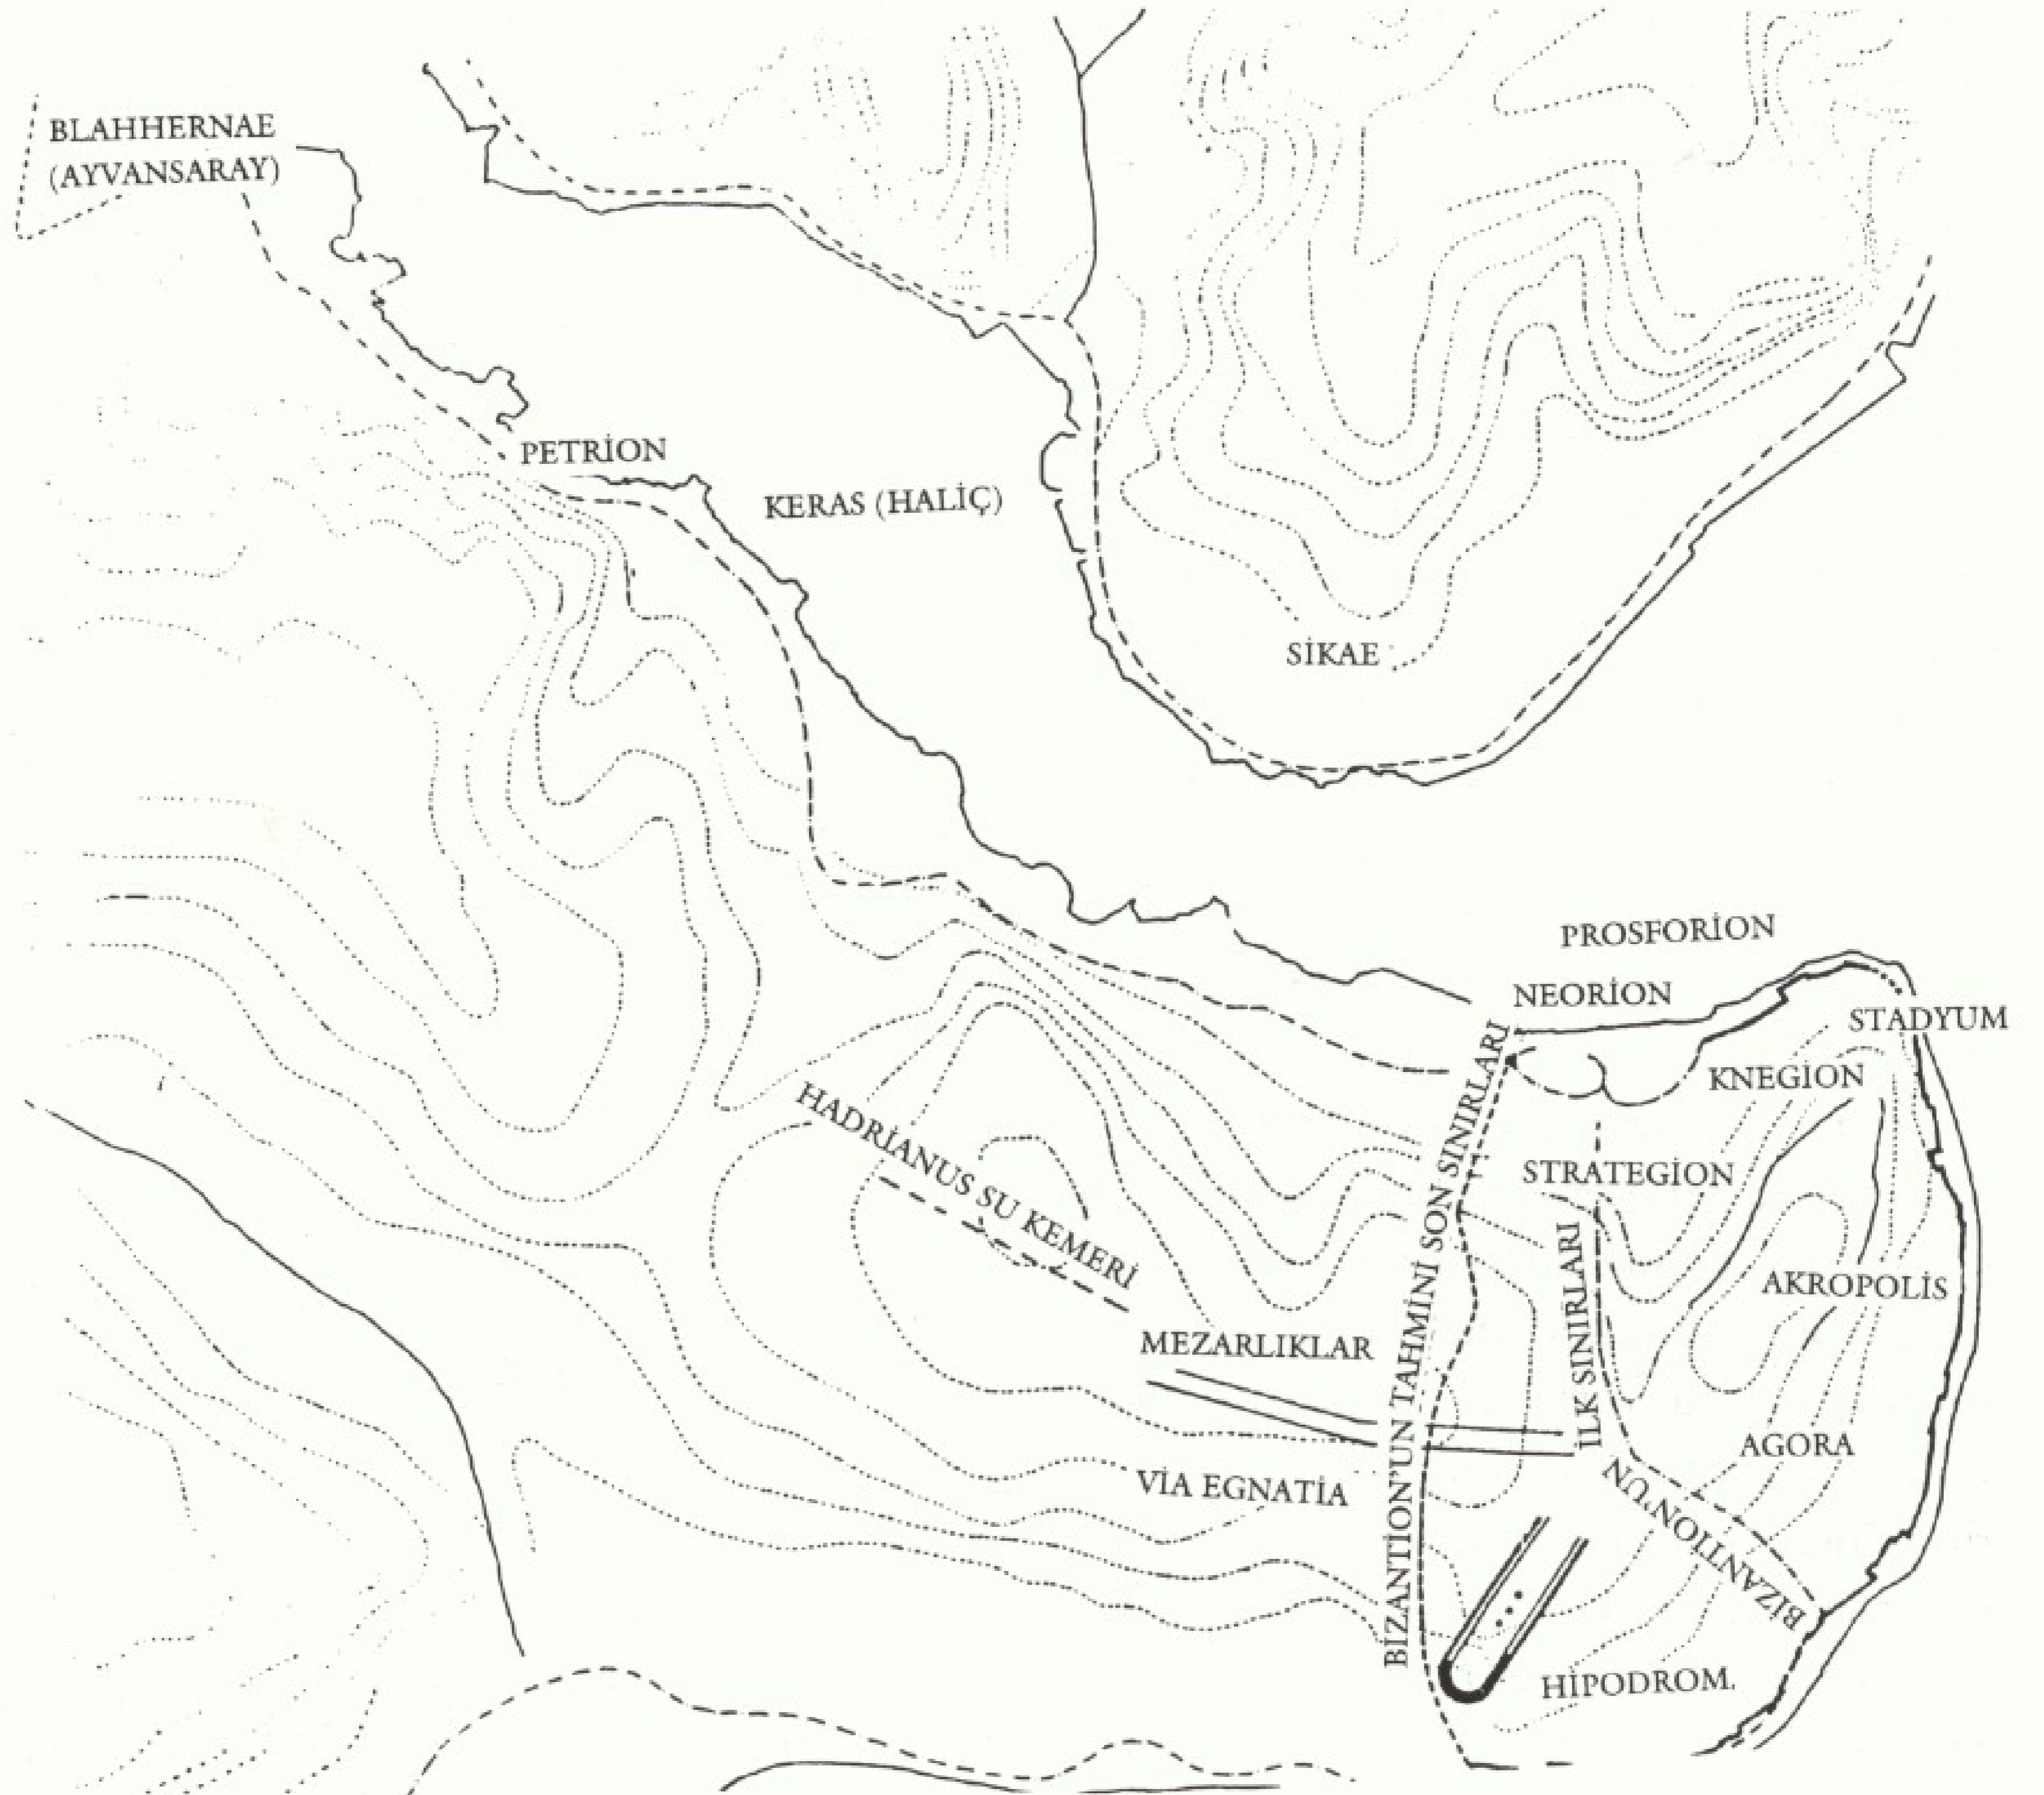 BLAHHERNAE
(AYVANSARAY)
PETRİON
KERAS (HALİÇ)
SİKAE
PROSFORİON
NEORİON
STADYUM
KNEGİON
STRATEGİON
HADRİANUS SU KEMERİ
AKROPOLİS
MEZARLIKLAR
AGORA
VİA EGNATİA
BİZANTİON'UN TAHMİNİ SON SINIRLARI
BİZANTİON'UN
İLK SINIRLARI
HİPODROM.